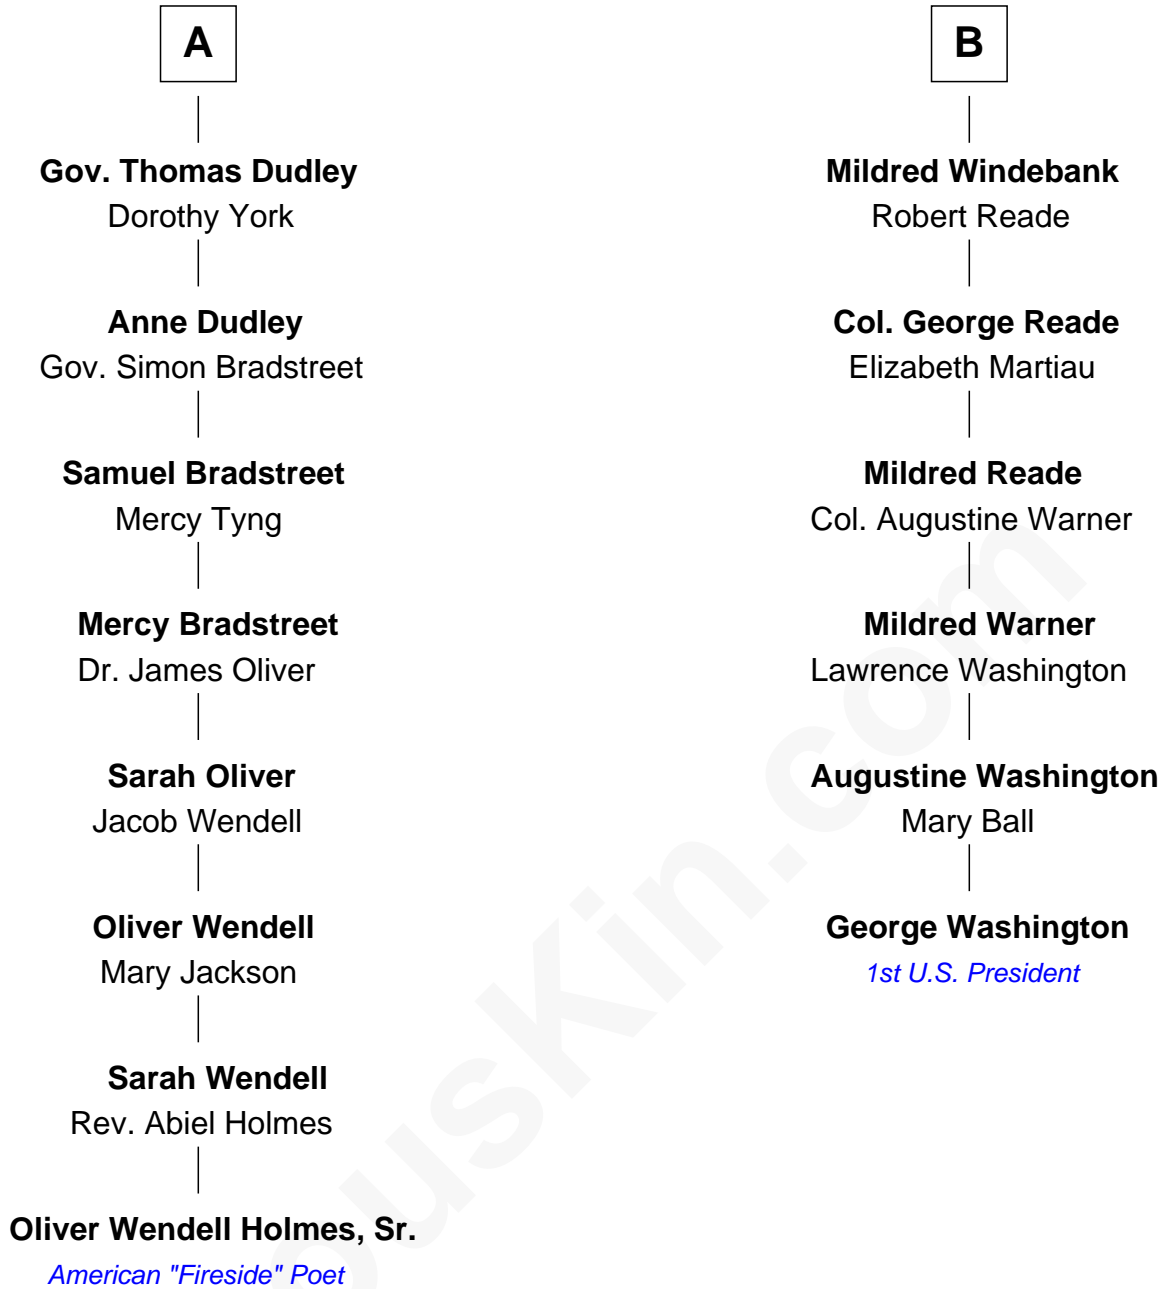 A
Gov. Thomas Dudley
Dorothy York
Anne Dudley
Gov. Simon Bradstreet
Samuel Bradstreet
Mercy Tyng
Mercy Bradstreet
Dr. James Oliver
Sarah Oliver
Jacob Wendell
Oliver Wendell
Mary Jackson
Sarah Wendell
Rev. Abiel Holmes
Oliver Wendell Holmes, Sr.
American "Fireside" Poet
B
Mildred Windebank
Robert Reade
Col. George Reade
Elizabeth Martiau
Mildred Reade
Col. Augustine Warner
Mildred Warner
Lawrence Washington
Augustine Washington
Mary Ball
George Washington
1st U.S. President
ousKin.com